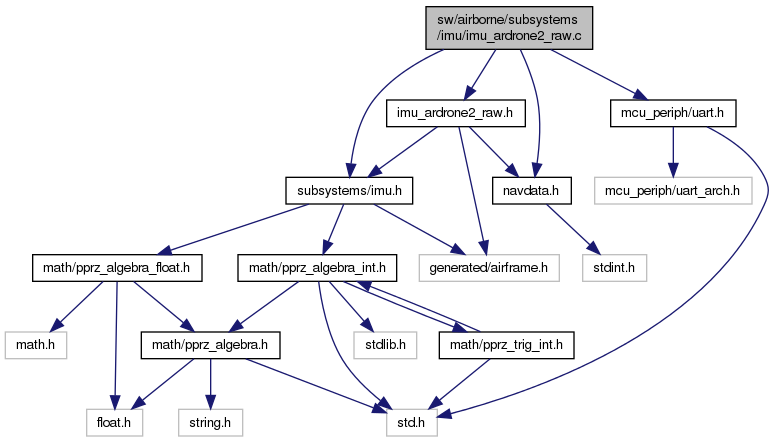 sw/airborne/subsystems
/imu/imu_ardrone2_raw.c
imu_ardrone2_raw.h
mcu_periph/uart.h
subsystems/imu.h
navdata.h
mcu_periph/uart_arch.h
math/pprz_algebra_float.h
math/pprz_algebra_int.h
generated/airframe.h
stdint.h
math.h
math/pprz_algebra.h
stdlib.h
math/pprz_trig_int.h
float.h
string.h
std.h